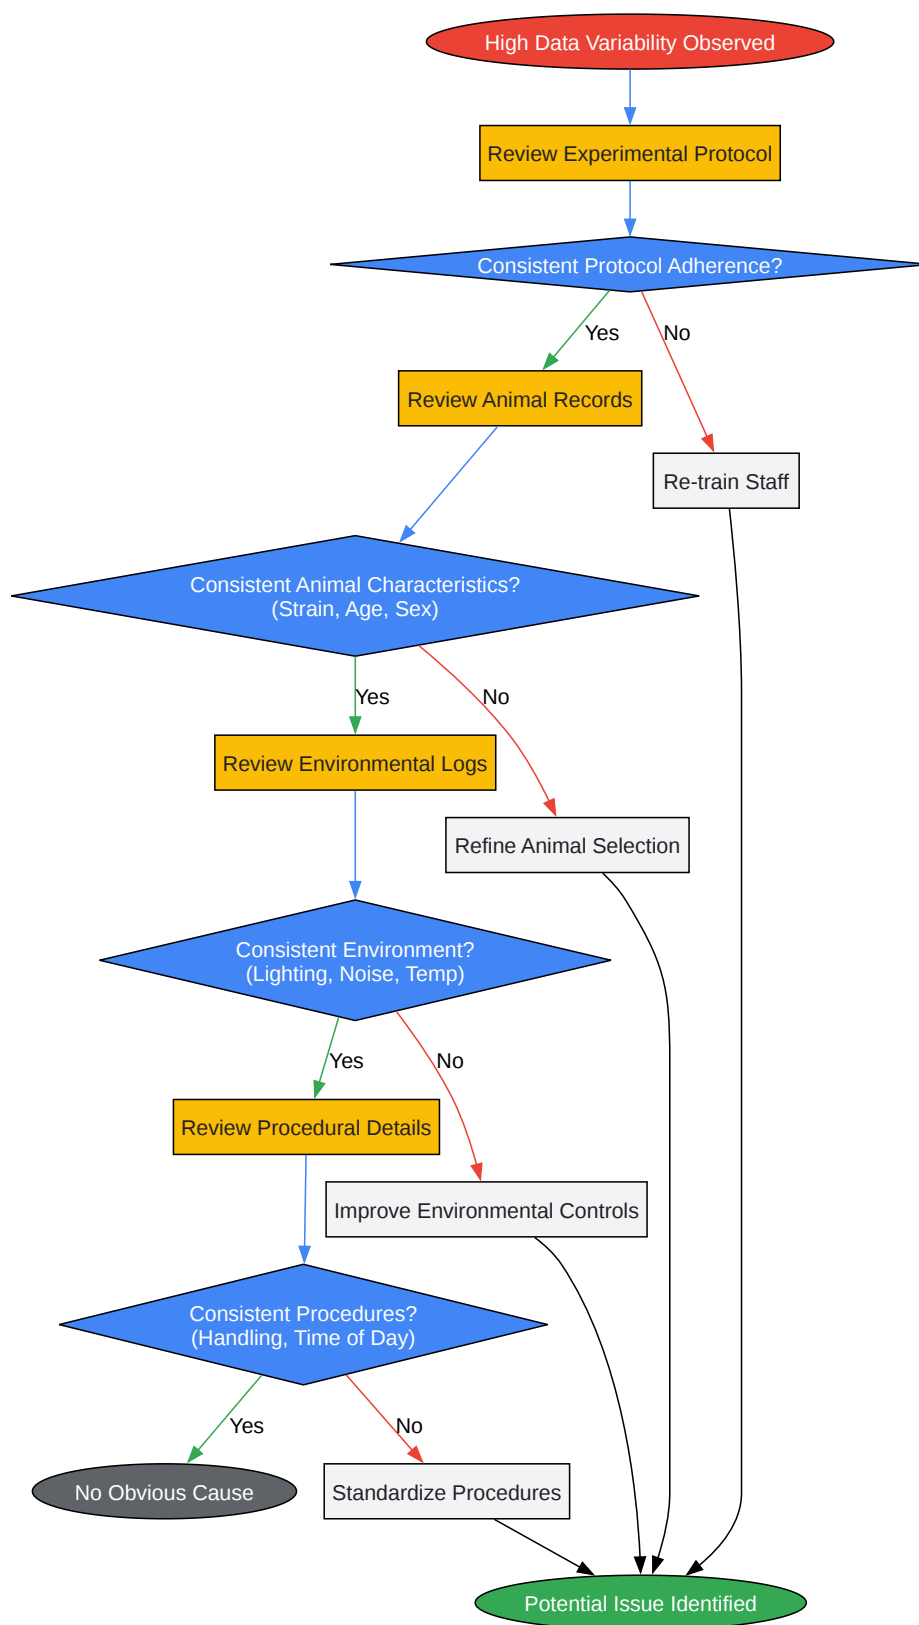 High Data Variability Observed
Review Experimental Protocol
Consistent Protocol Adherence?
Yes
No
Review Animal Records
Re-train Staff
Consistent Animal Characteristics?
(Strain, Age, Sex)
Yes
No
Review Environmental Logs
Refine Animal Selection
Consistent Environment?
(Lighting, Noise, Temp)
Yes
No
Review Procedural Details
Improve Environmental Controls
Consistent Procedures?
(Handling, Time of Day)
Yes
No
No Obvious Cause
Standardize Procedures
Potential Issue Identified